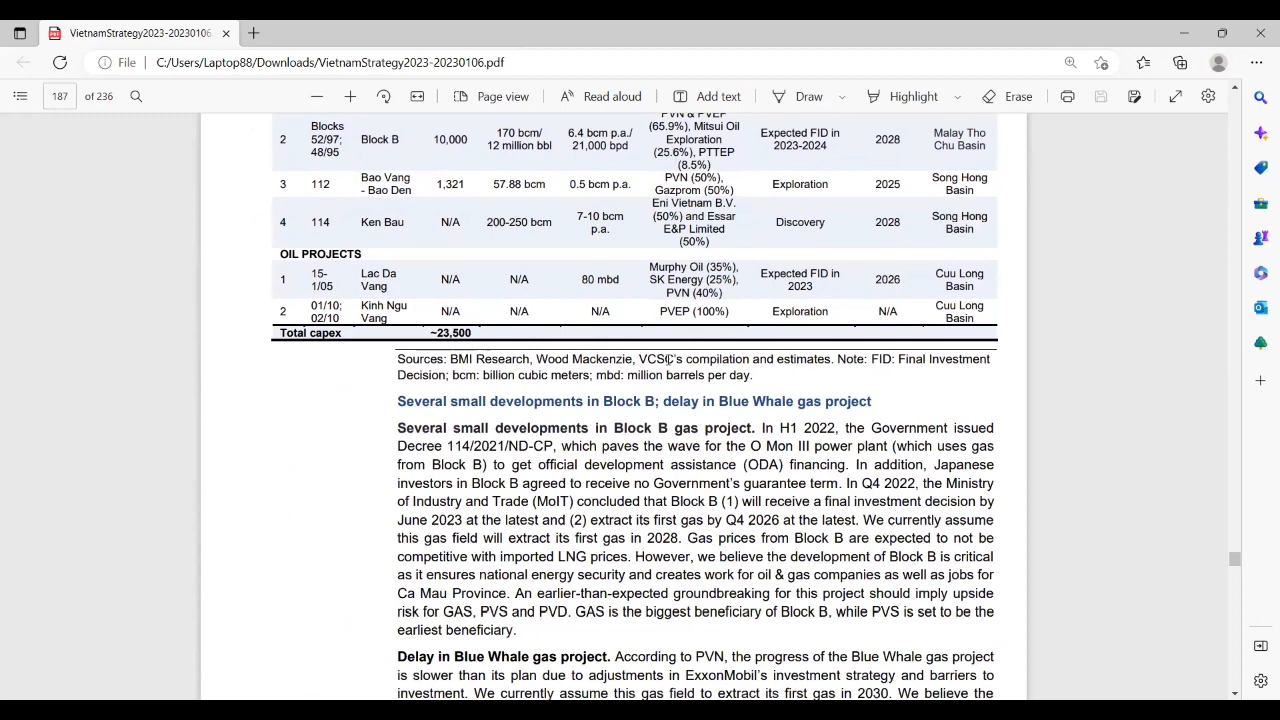 VietnamStrategy2023-20230106.
File
C:/Users/Laptop88/Downloads/VietnamStrategy2023-20230106.pdf
187 of 236
Page view
Read aloud
Add text
Draw
Highlight
Erase
PVN & PVEP
2 Blocks 52/97; 48/95 Block B 10,000 170 bcm/ 12 million bbl 6.4 bcm p.a./ 21,000 bpd (65.9%), Mitsui Oil Exploration (25.6%), PTTEP (8.5%) Expected FID in 2023-2024 2028 Malay Tho Chu Basin
3 112 Bao Vang - Bao Den 1,321 57.88 bcm 0.5 bcm p.a. PVN (50%), Gazprom (50%) Exploration 2025 Song Hong Basin
4 114 Ken Bau N/A 200-250 bcm 7-10 bcm p.a. Eni Vietnam B.V. (50%) and Essar E&P Limited (50%) Discovery 2028 Song Hong Basin
OIL PROJECTS
1 15-1/05 Lac Da Vang N/A N/A 80 mbd Murphy Oil (35%), SK Energy (25%), PVN (40%) Expected FID in 2023 2026 Cuu Long Basin
2 01/10; 02/10 Kinh Ngu Vang N/A N/A N/A PVEP (100%) Exploration N/A Cuu Long Basin
Total capex ~23,500
Sources: BMI Research, Wood Mackenzie, VCSC's compilation and estimates. Note: FID: Final Investment
Decision; bcm: billion cubic meters; mbd: million barrels per day.
Several small developments in Block B; delay in Blue Whale gas project
Several small developments in Block B gas project. In H1 2022, the Government issued
Decree 114/2021/ND-CP, which paves the wave for the O Mon III power plant (which uses gas
from Block B) to get official development assistance (ODA) financing. In addition, Japanese
investors in Block B agreed to receive no Government's guarantee term. In Q4 2022, the Ministry
of Industry and Trade (MoIT) concluded that Block B (1) will receive a final investment decision by
June 2023 at the latest and (2) extract its first gas by Q4 2026 at the latest. We currently assume
this gas field will extract its first gas in 2028. Gas prices from Block B are expected to not be
competitive with imported LNG prices. However, we believe the development of Block B is critical
as it ensures national energy security and creates work for oil & gas companies as well as jobs for
Ca Mau Province. An earlier-than-expected groundbreaking for this project should imply upside
risk for GAS, PVS and PVD. GAS is the biggest beneficiary of Block B, while PVS is set to be the
earliest beneficiary.
Delay in Blue Whale gas project. According to PVN, the progress of the Blue Whale gas project
is slower than its plan due to adjustments in ExxonMobil's investment strategy and barriers to
investment. We currently assume this gas field to extract its first gas in 2030. We believe the